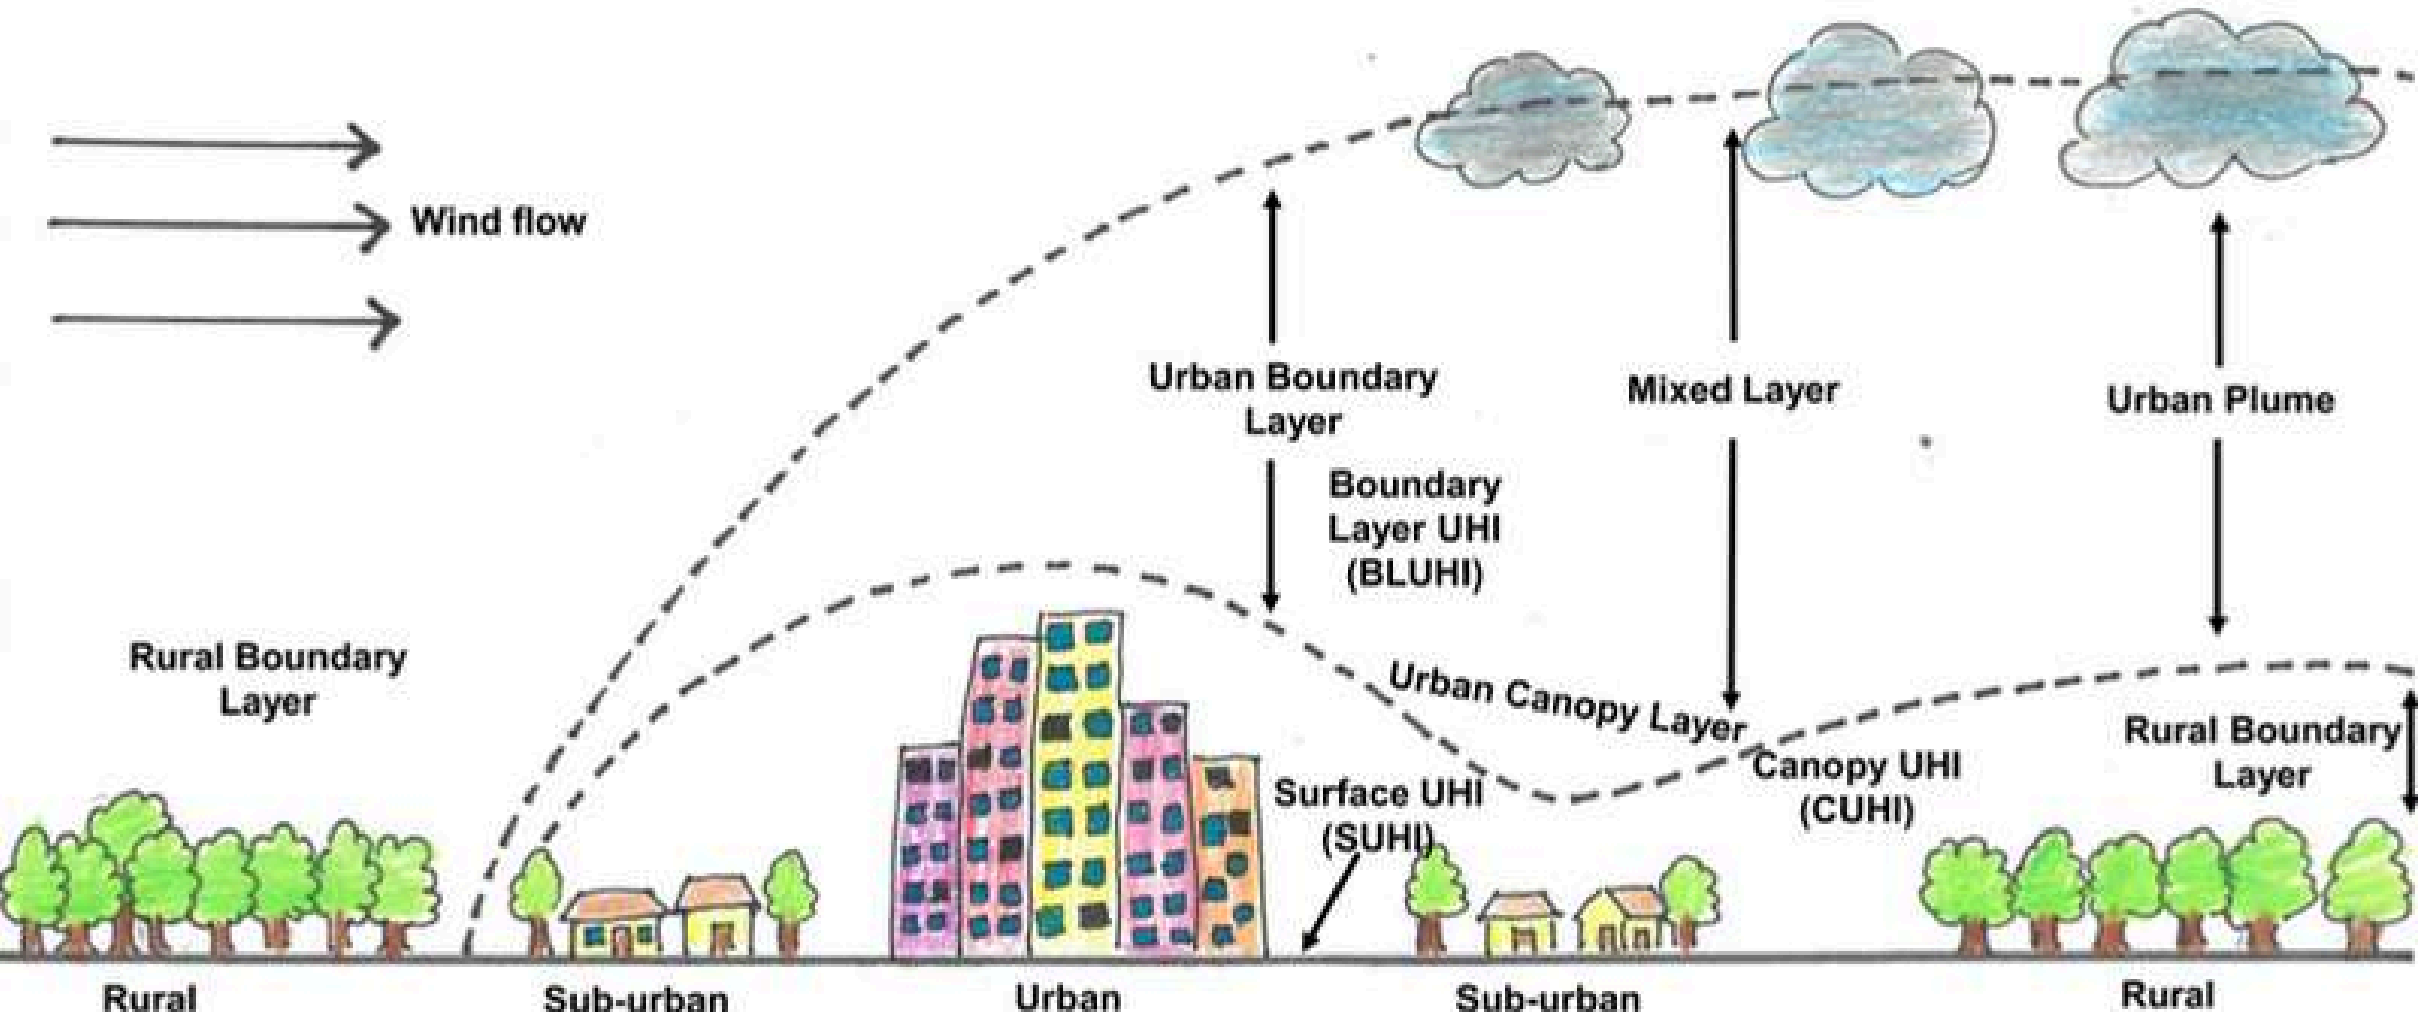 Wind flow
Urban Boundary
Layer
Mixed Layer
Urban Plume
Boundary
Layer UHI
(BLUHI)
Rural Boundary
Layer
Urban Canopy Layer
Rural Boundary
Layer
Canopy UHI
(CUHI)
Surface UHI
(SUHI)
Rural
Sub-urban
Urban
Sub-urban
Rural